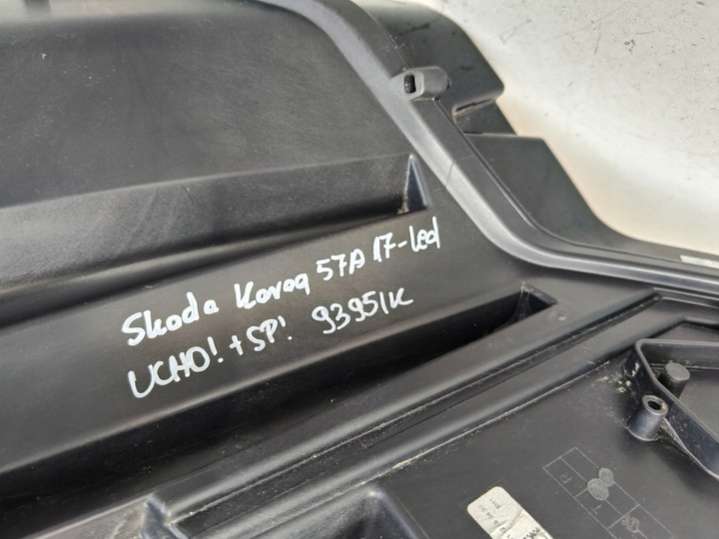 Skoda Karoq 57A 17-Led
UCHO! + SP! 93951K